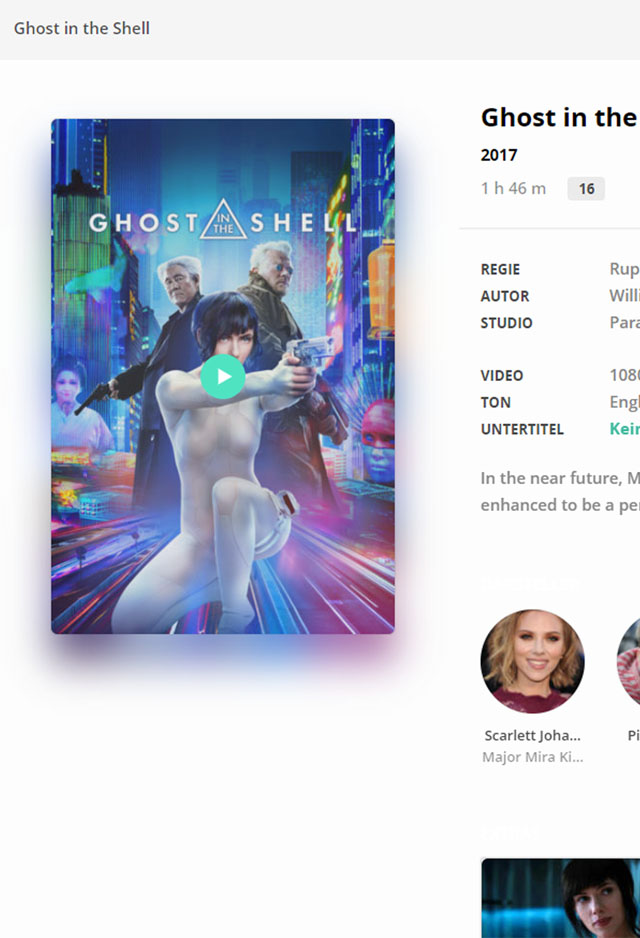 Ghost in the Shell
GHOST IN THE SHELL
Ghost in the
2017
1 h 46 m 16
REGIE Rup
AUTOR Willi
STUDIO Para
VIDEO 1080
TON Engl
UNTERTITEL Kein
In the near future, M
enhanced to be a per
Scarlett Joha...
Pi
Major Mira Ki...